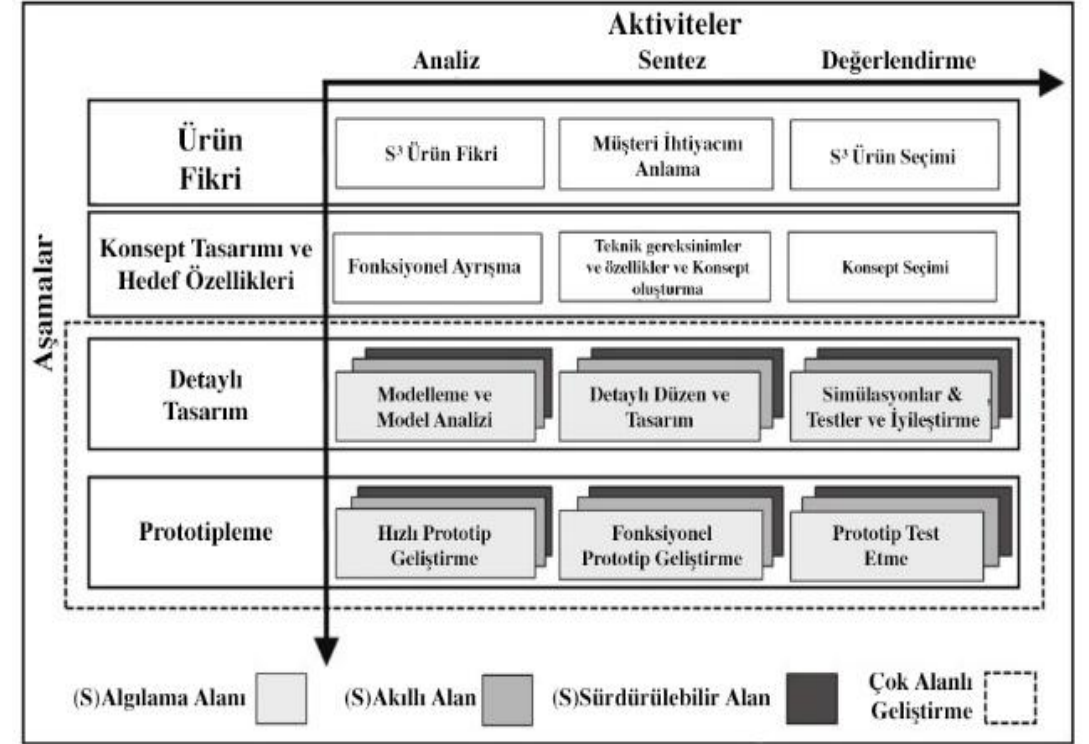 Aktiviteler
Analiz
Sentez
Değerlendirme
Aşamalar
Ürün
Fikri
S³ Ürün Fikri
Müşteri İhtiyacını
Anlama
S³ Ürün Seçimi
Konsept Tasarımı ve
Hedef Özellikleri
Fonksiyonel Ayrışma
Teknik gereksinimler
ve özellikler ve Konsept
oluşturma
Konsept Seçimi
Detaylı
Tasarım
Modelleme ve
Model Analizi
Detaylı Düzen ve
Tasarım
Simülasyonlar &
Testler ve İyileştirme
Prototipleme
Hızlı Prototip
Geliştirme
Fonksiyonel
Prototip Geliştirme
Prototip Test
Etme
(S)Algılama Alanı
(S)Akıllı Alan
(S)Sürdürülebilir Alan
Çok Alanlı
Geliştirme